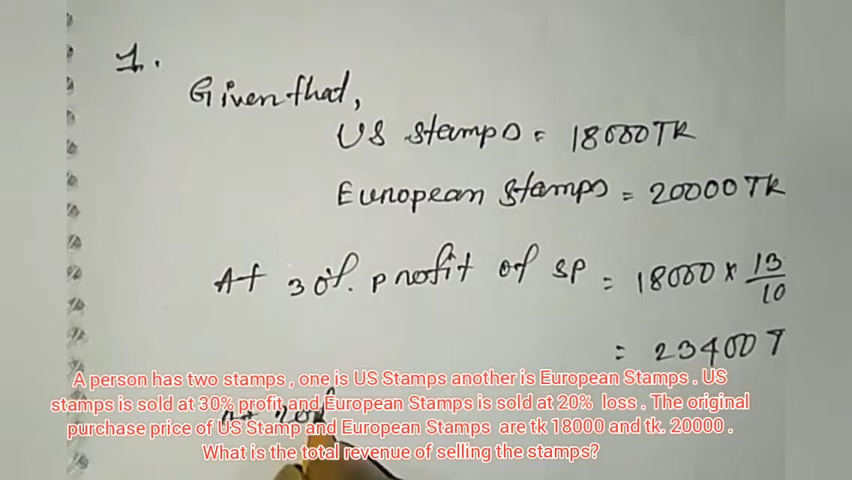 1.
Given that,
US Stamps = 18000TK
European Stamps = 20000 TK
At 30%. profit of SP = 18000 × 13/10
= 23400T
A person has two stamps , one is US Stamps another is European Stamps . US
stamps is sold at 30% profit and European Stamps is sold at 20% loss . The original
purchase price of US Stamp and European Stamps are tk 18000 and tk. 20000 .
What is the total revenue of selling the stamps?